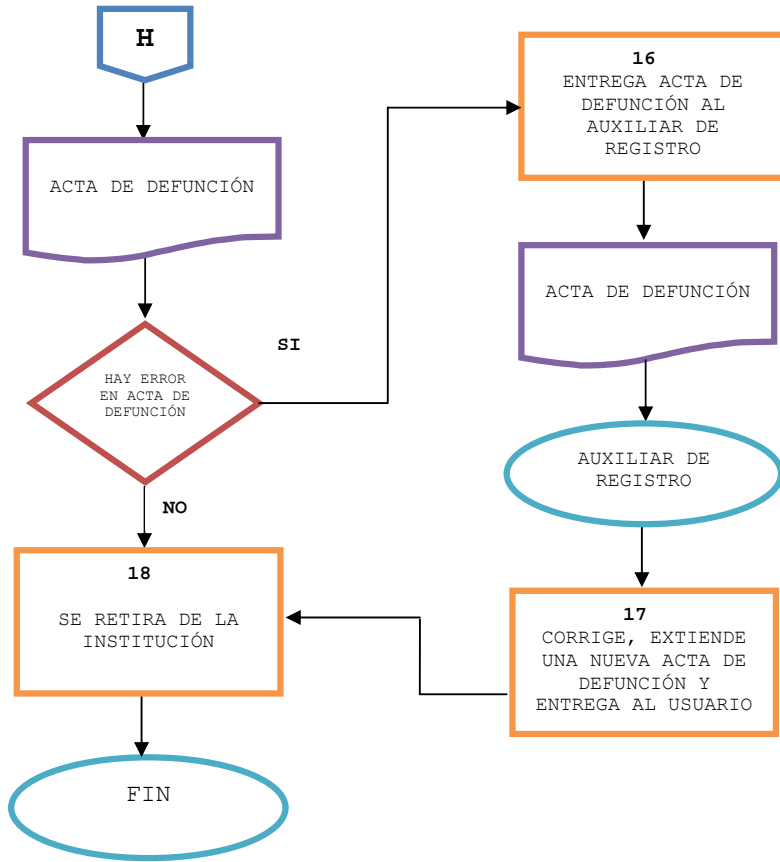 H
ACTA DE DEFUNCIÓN
HAY ERROR
EN ACTA DE
DEFUNCIÓN
SI
NO
16
ENTREGA ACTA DE
DEFUNCIÓN AL
AUXILIAR DE
REGISTRO
ACTA DE DEFUNCIÓN
AUXILIAR DE
REGISTRO
17
CORRIGE, EXTIENDE
UNA NUEVA ACTA DE
DEFUNCIÓN Y
ENTREGA AL USUARIO
18
SE RETIRA DE LA
INSTITUCIÓN
FIN